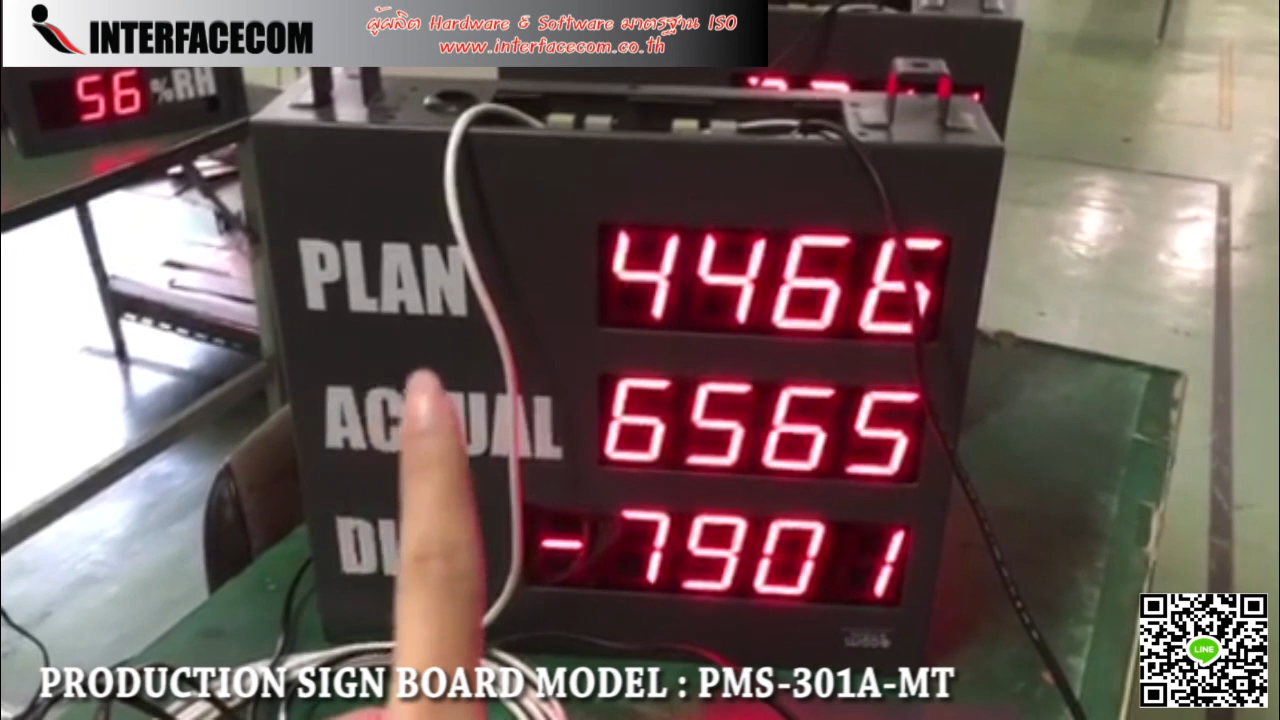 INTERFACECOM
ผู้ผลิต Hardware & Software มาตรฐาน ISO
www.interfacecom.co.th
56 %RH
PLAN 4466
ACTUAL 6565
-7901
PRODUCTION SIGN BOARD MODEL : PMS-301A-MT
LINE